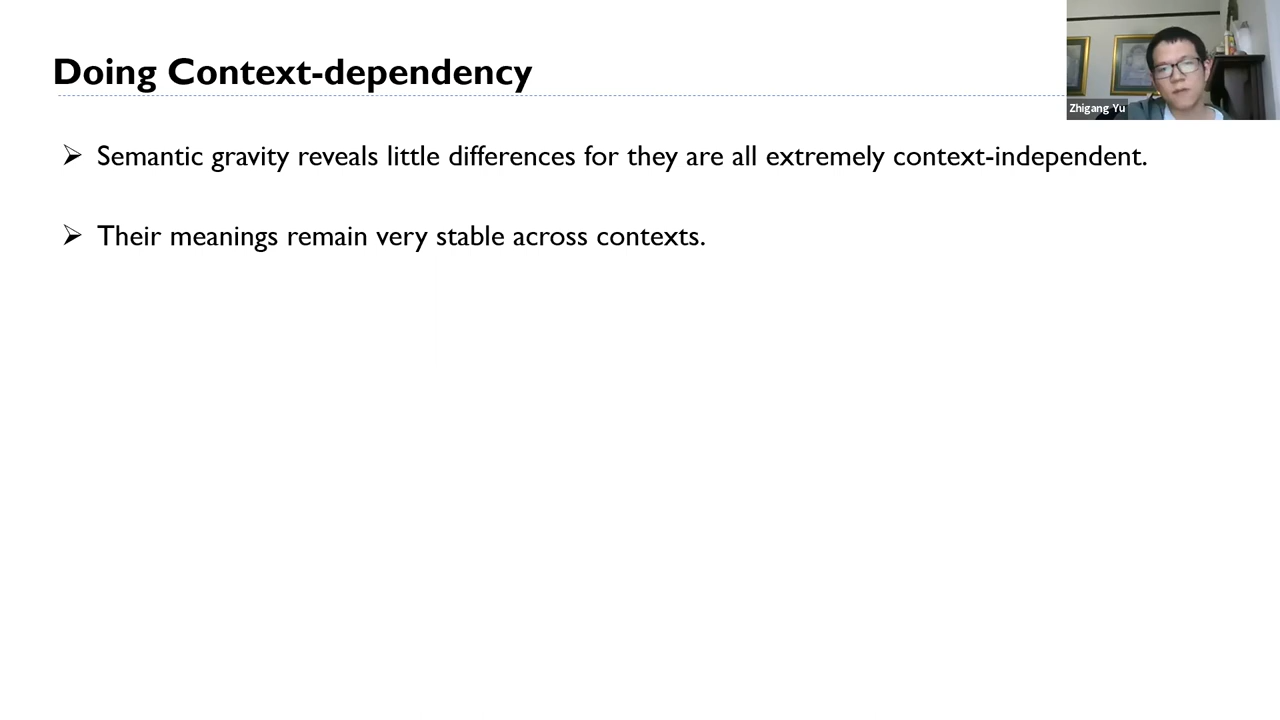 Doing Context-dependency
Zhigang Yu
➢ Semantic gravity reveals little differences for they are all extremely context-independent.
➢ Their meanings remain very stable across contexts.